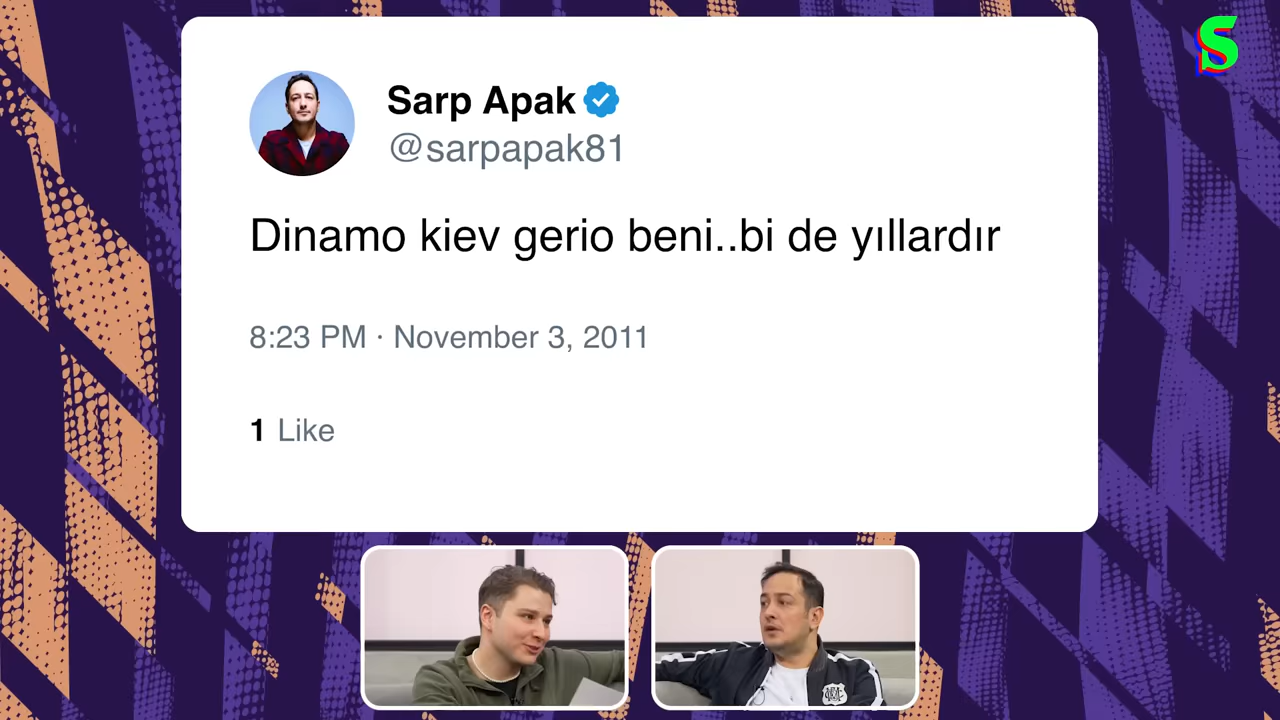 S
Sarp Apak
@sarpapak81
Dinamo kiev gerio beni..bi de yıllardır
8:23 PM · November 3, 2011
1 Like